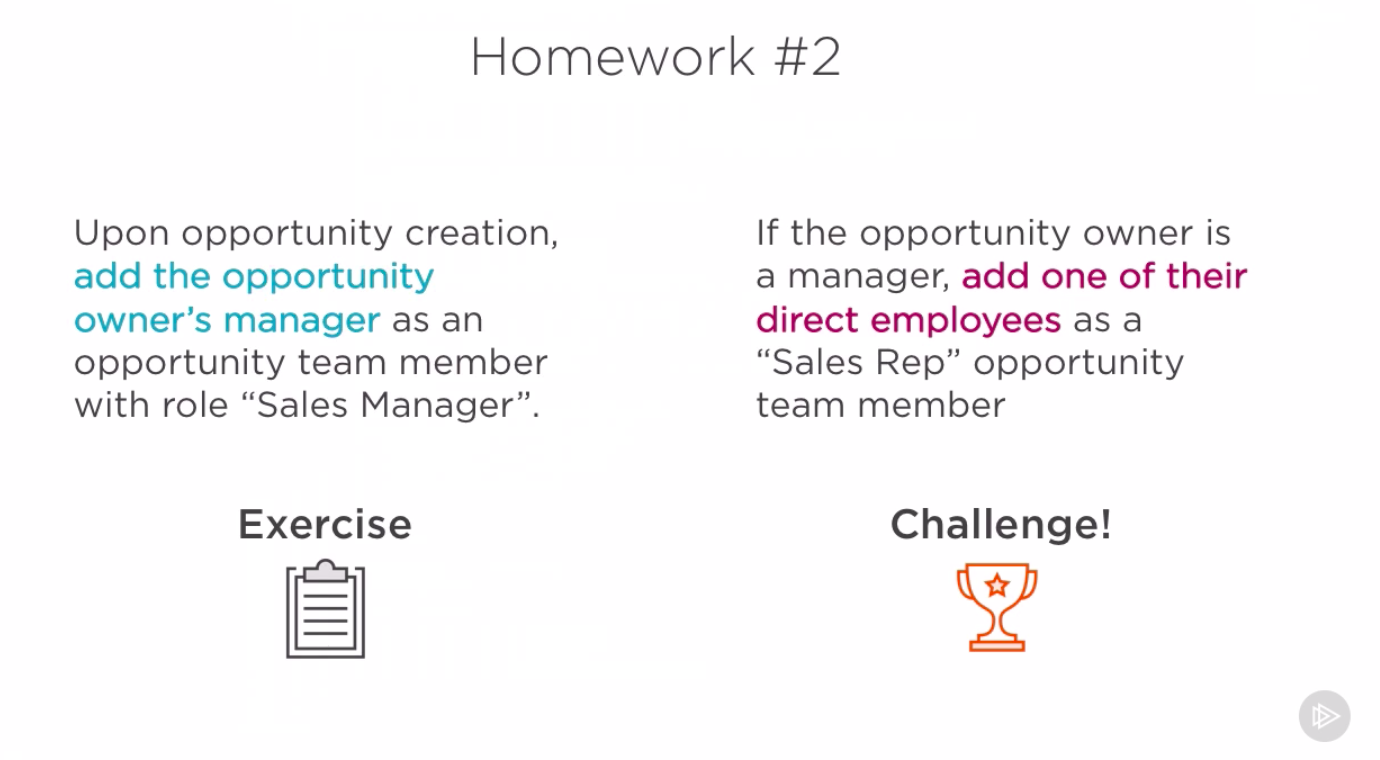 Homework #2
Upon opportunity creation,
add the opportunity
owner’s manager as an
opportunity team member
with role “Sales Manager”.
Exercise
If the opportunity owner is
a manager, add one of their
direct employees as a
“Sales Rep” opportunity
team member
Challenge!